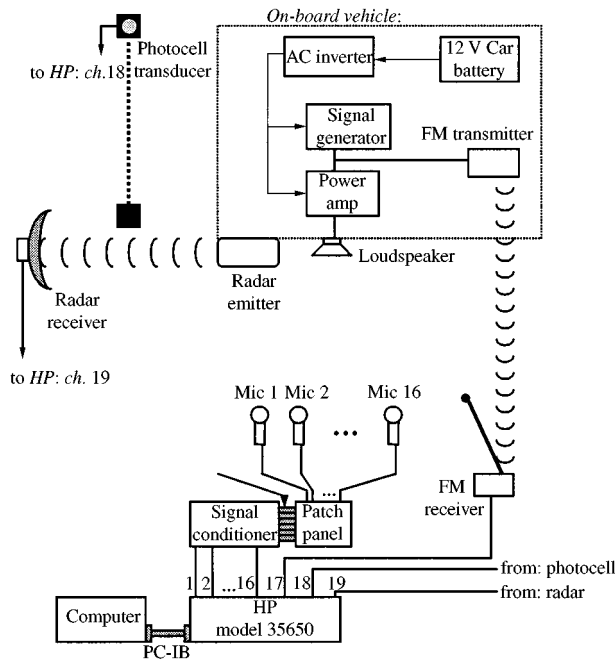 On-board vehicle:
Photocell
transducer
to HP: ch.18
AC inverter
12 V Car
battery
Signal
generator
FM transmitter
Power
amp
Loudspeaker
Radar
emitter
Radar
receiver
to HP: ch. 19
Mic 1 Mic 2 Mic 16
...
FM
receiver
Signal
conditioner
...
Patch
panel
1 2 ...16 17 18 19
from: photocell
from: radar
Computer
HP
model 35650
PC-IB